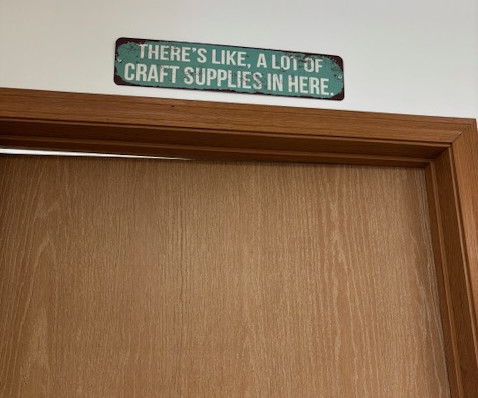 THERE'S LIKE, A LOT OF
CRAFT SUPPLIES IN HERE.